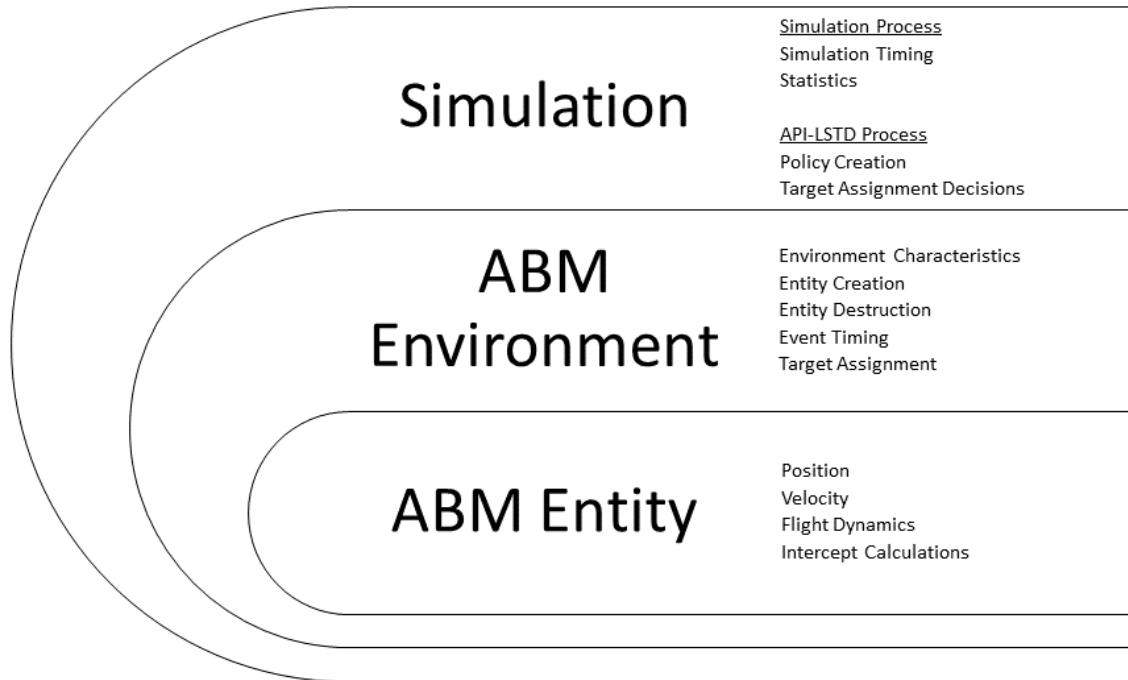 Simulation
Simulation Process
Simulation Timing
Statistics
API-LSTD Process
Policy Creation
Target Assignment Decisions
ABM
Environment
Environment Characteristics
Entity Creation
Entity Destruction
Event Timing
Target Assignment
ABM Entity
Position
Velocity
Flight Dynamics
Intercept Calculations